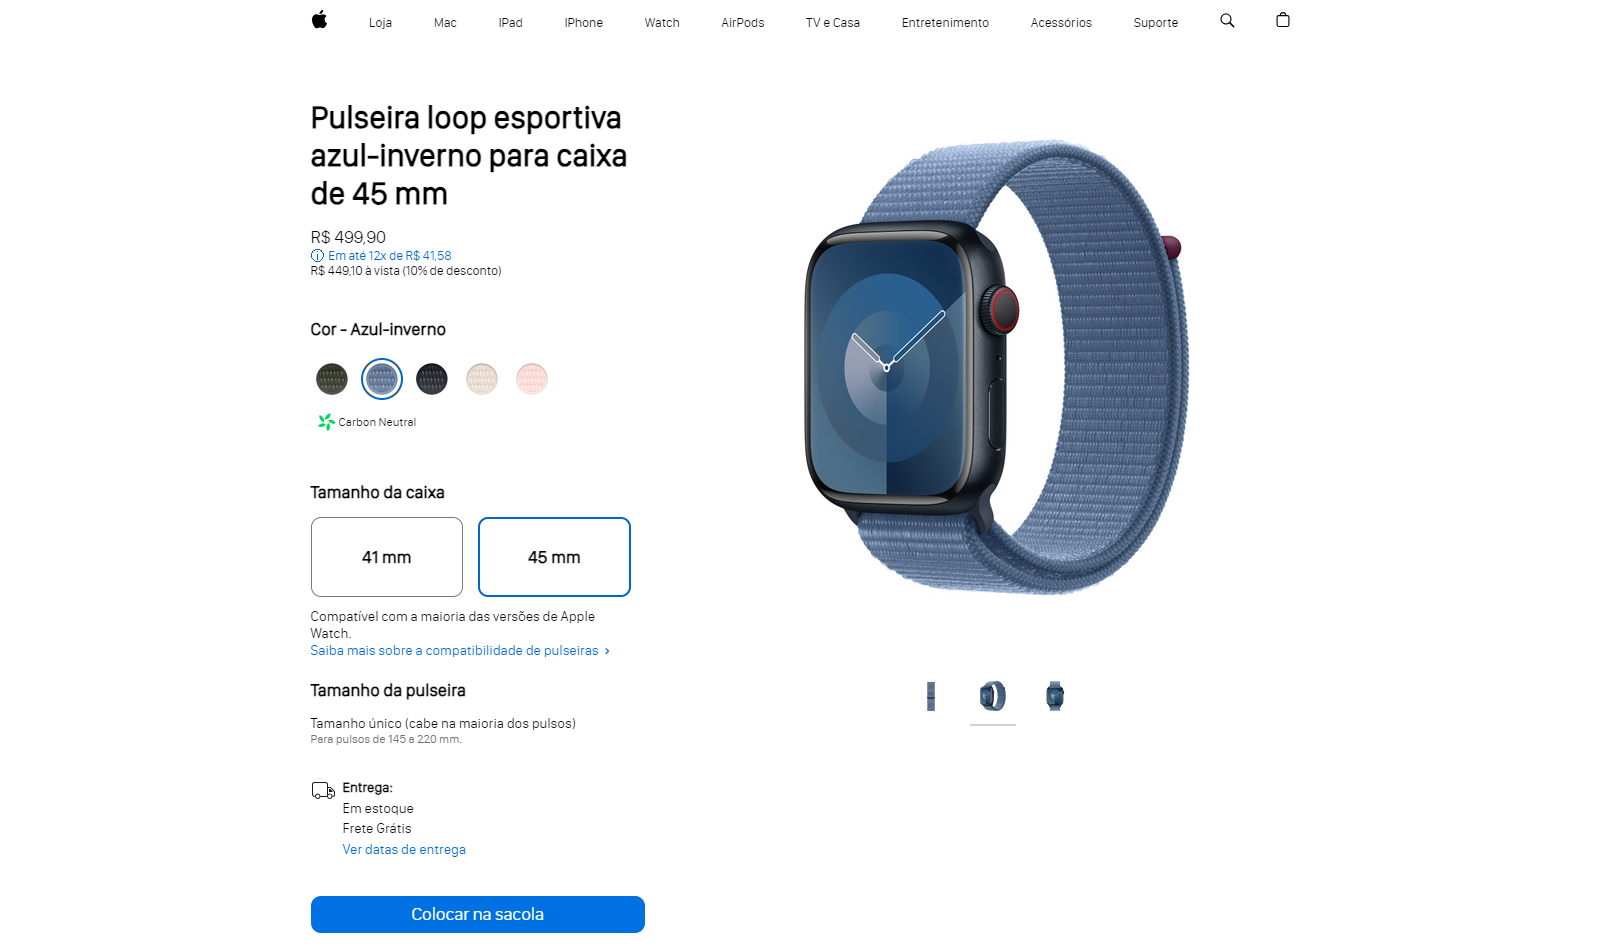 Loja
Mac
IPad
IPhone
Watch
AirPods
TV e Casa
Entretenimento
Acessórios
Suporte
Pulseira loop esportiva
azul-inverno para caixa
de 45 mm
R$ 499,90
Em até 12x de R$ 41,58
R$ 449,10 à vista (10% de desconto)
Cor - Azul-inverno
Carbon Neutral
Tamanho da caixa
41 mm
45 mm
Compatível com a maioria das versões de Apple
Watch.
Saiba mais sobre a compatibilidade de pulseiras ›
Tamanho da pulseira
Tamanho único (cabe na maioria dos pulsos)
Para pulsos de 145 a 220 mm.
Entrega:
Em estoque
Frete Grátis
Ver datas de entrega
Colocar na sacola